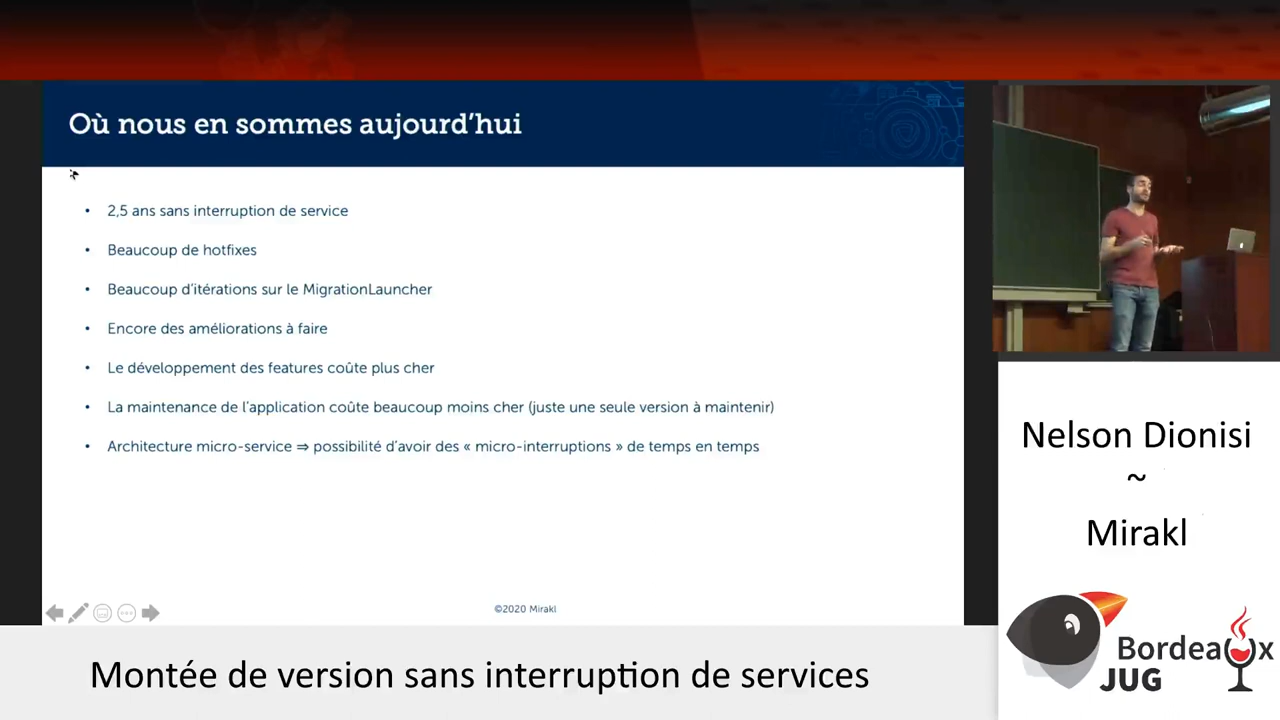 Où nous en sommes aujourd’hui
• 2,5 ans sans interruption de service
• Beaucoup de hotfixes
• Beaucoup d’itérations sur le MigrationLauncher
• Encore des améliorations à faire
• Le développement des features coûte plus cher
• La maintenance de l’application coûte beaucoup moins cher (juste une seule version à maintenir)
• Architecture micro-service ⇒ possibilité d’avoir des « micro-interruptions » de temps en temps
©2020 Mirakl
Nelson Dionisi
~
Mirakl
Bordeaux
JUG
Montée de version sans interruption de services